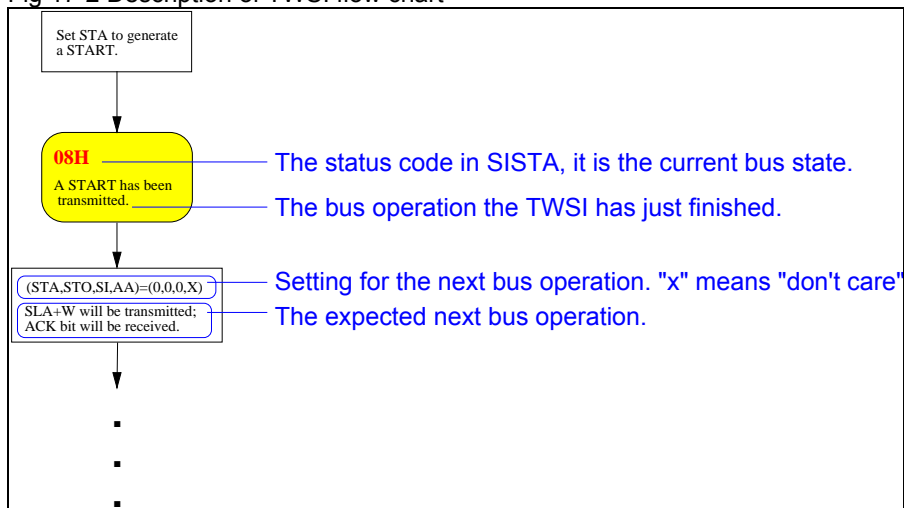 Set STA to generate
a START.
08H
A START has been
transmitted.
The status code in SISTA, it is the current bus state.
The bus operation the TWSI has just finished.
(STA,STO,SI,AA)=(0,0,0,X)
SLA+W will be transmitted;
ACK bit will be received.
Setting for the next bus operation. "x" means "don't care"
The expected next bus operation.